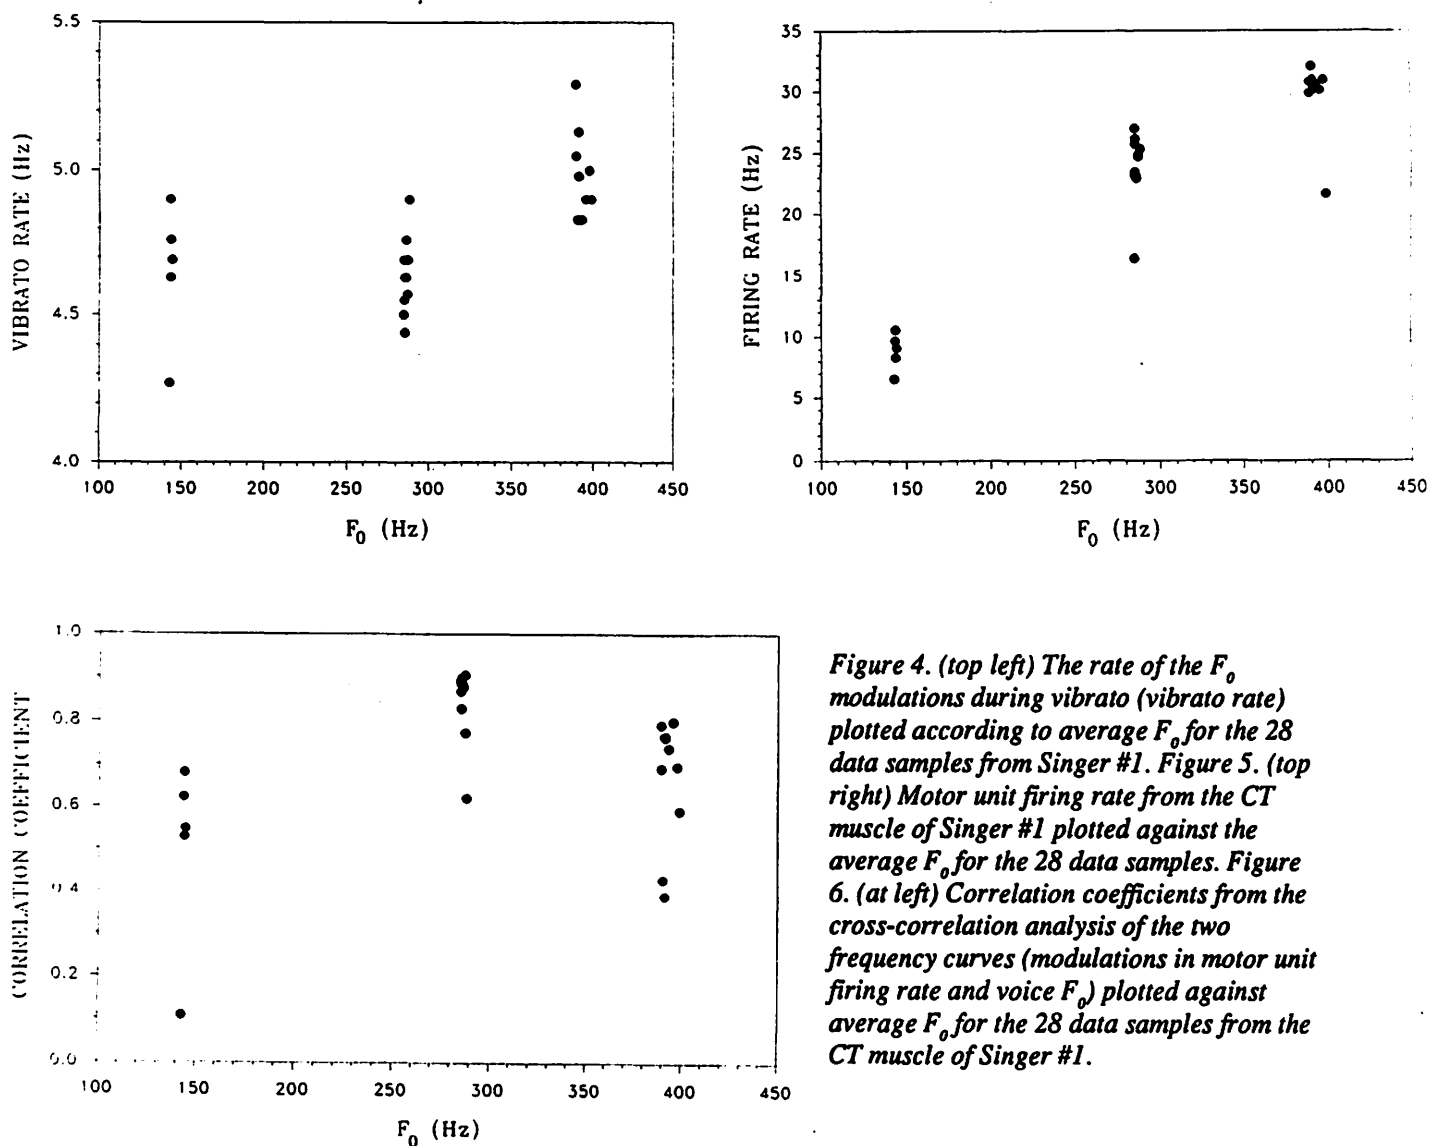 5.5
5.0
4.5
4.0
VIBRATO RATE (Hz)
100 150 200 250 300 350 400 450
F0 (Hz)
35
30
25
20
15
10
5
0
FIRING RATE (Hz)
100 150 200 250 300 350 400 450
F0 (Hz)
1.0
0.8
0.6
0.4
0.2
0.0
CORRELATION COEFFICIENT
100 150 200 250 300 350 400 450
F0 (Hz)
Figure 4. (top left) The rate of the F0
modulations during vibrato (vibrato rate)
plotted according to average F0 for the 28
data samples from Singer #1. Figure 5. (top
right) Motor unit firing rate from the CT
muscle of Singer #1 plotted against the
average F0 for the 28 data samples. Figure
6. (at left) Correlation coefficients from the
cross-correlation analysis of the two
frequency curves (modulations in motor unit
firing rate and voice F0) plotted against
average F0 for the 28 data samples from the
CT muscle of Singer #1.